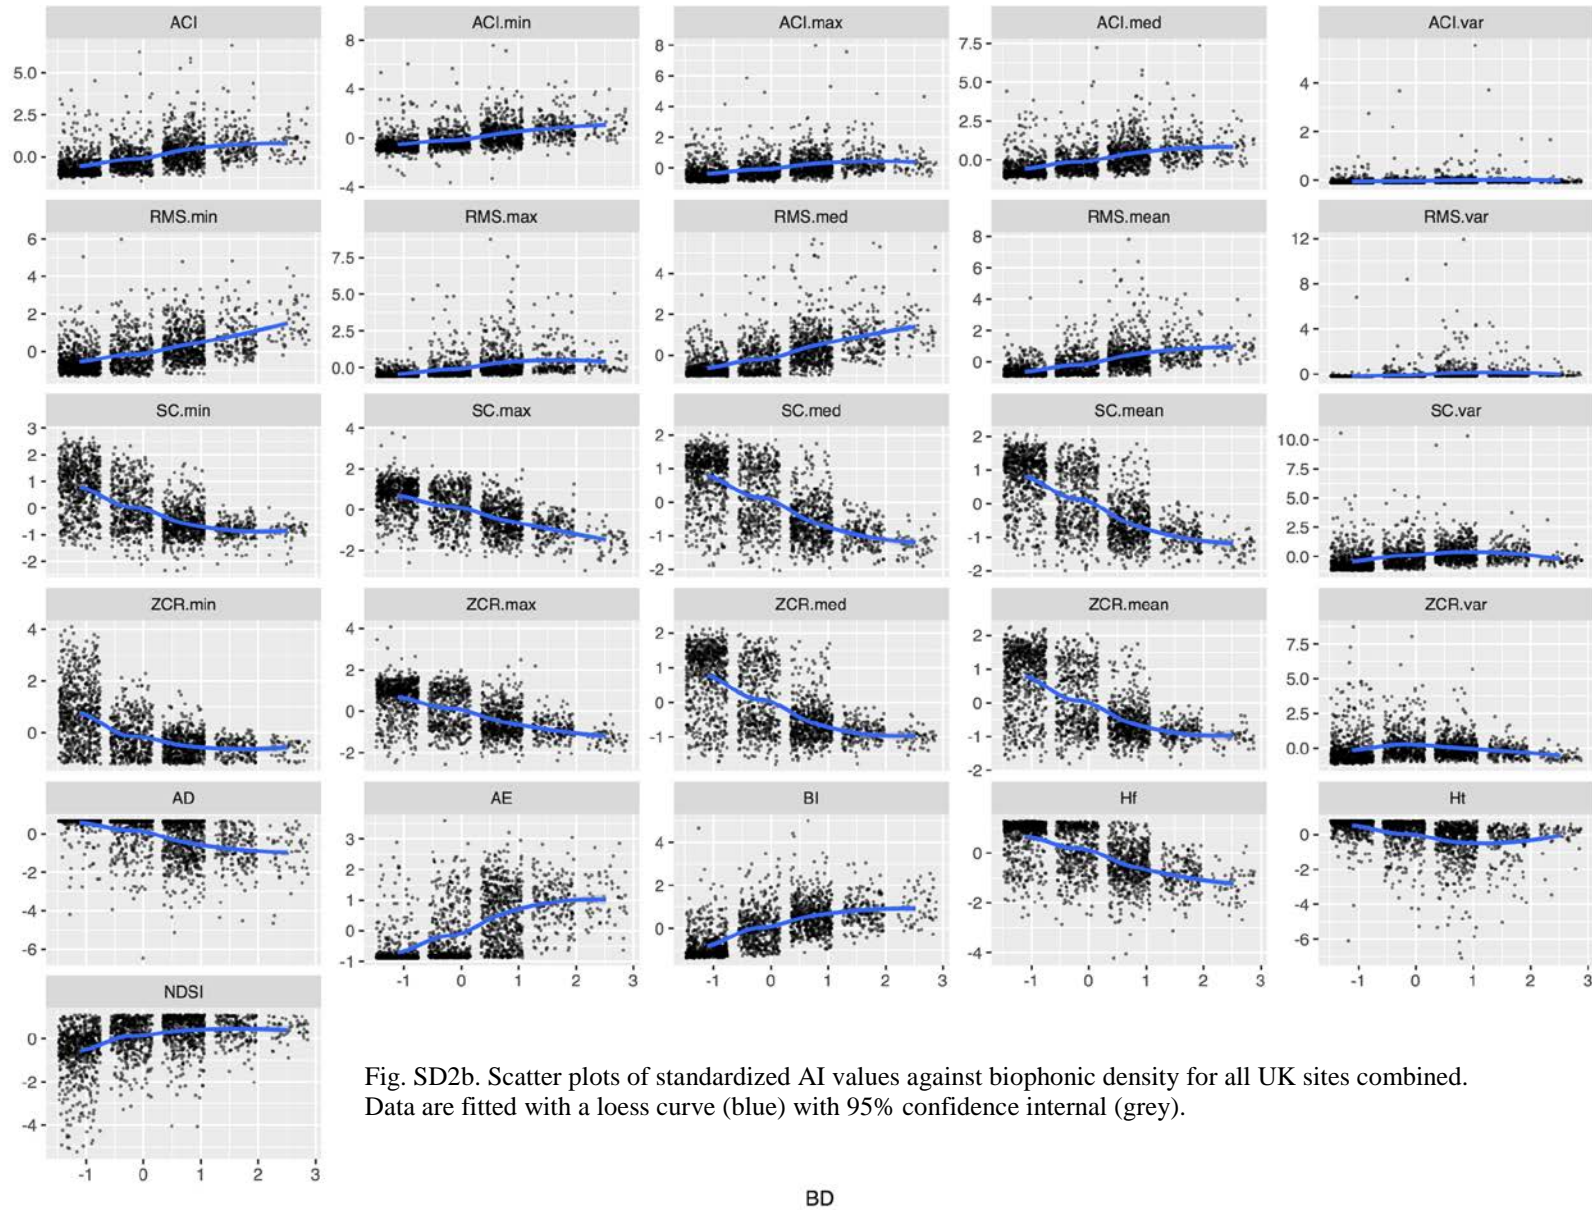 ACI ACI.min ACI.max ACI.med ACI.var
5.0 2.5 0.0 8 4 0 -4 8 6 4 2 0 7.5 5.0 2.5 0.0 4 2 0
RMS.min RMS.max RMS.med RMS.mean RMS.var
6 4 2 0 7.5 5.0 2.5 0.0 4 2 0 8 6 4 2 0 12 8 4 0
SC.min SC.max SC.med SC.mean SC.var
3 2 1 0 -1 -2 4 2 0 -2 2 1 0 -1 -2 2 1 0 -1 -2 10.0 7.5 5.0 2.5 0.0
ZCR.min ZCR.max ZCR.med ZCR.mean ZCR.var
4 2 0 4 2 0 -2 2 1 0 -1 2 1 0 -1 -2 7.5 5.0 2.5 0.0
AD AE BI Hf Ht
0 -2 -4 -6 3 2 1 0 -1 4 2 0 0 -2 -4 0 -2 -4 -6
-1 0 1 2 3 -1 0 1 2 3 -1 0 1 2 3 -1 0 1 2 3
NDSI
0 -2 -4
-1 0 1 2 3
Fig. SD2b. Scatter plots of standardized AI values against biophonic density for all UK sites combined.
Data are fitted with a loess curve (blue) with 95% confidence internal (grey).
BD